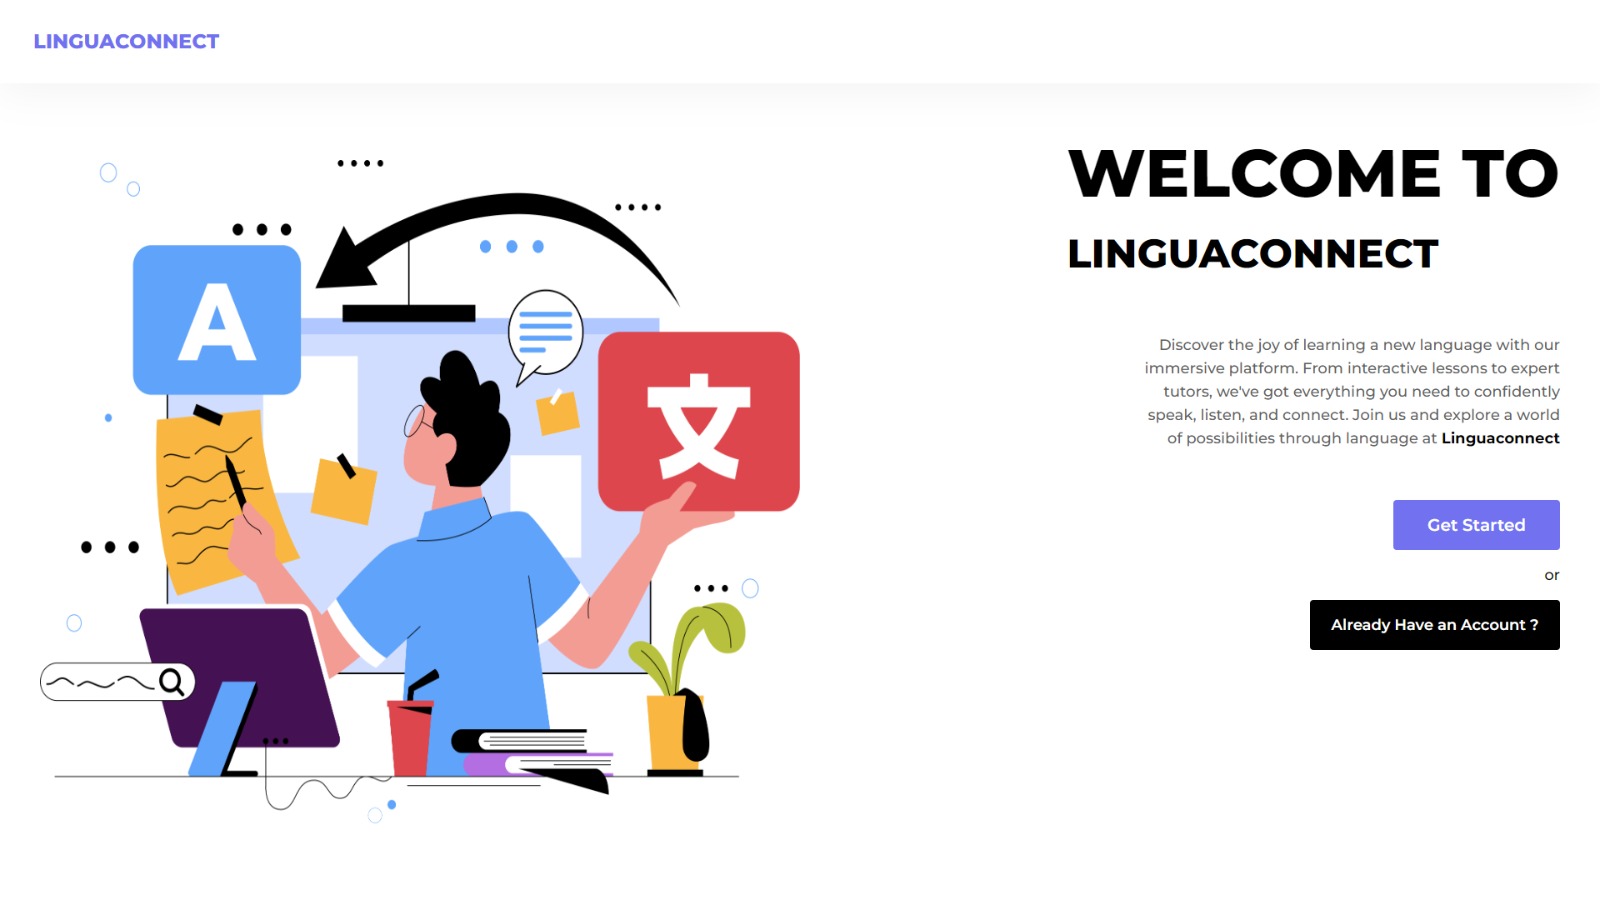 LINGUACONNECT
A
文
WELCOME TO
LINGUACONNECT
Discover the joy of learning a new language with our
immersive platform. From interactive lessons to expert
tutors, we've got everything you need to confidently
speak, listen, and connect. Join us and explore a world
of possibilities through language at Linguaconnect
Get Started
or
Already Have an Account ?